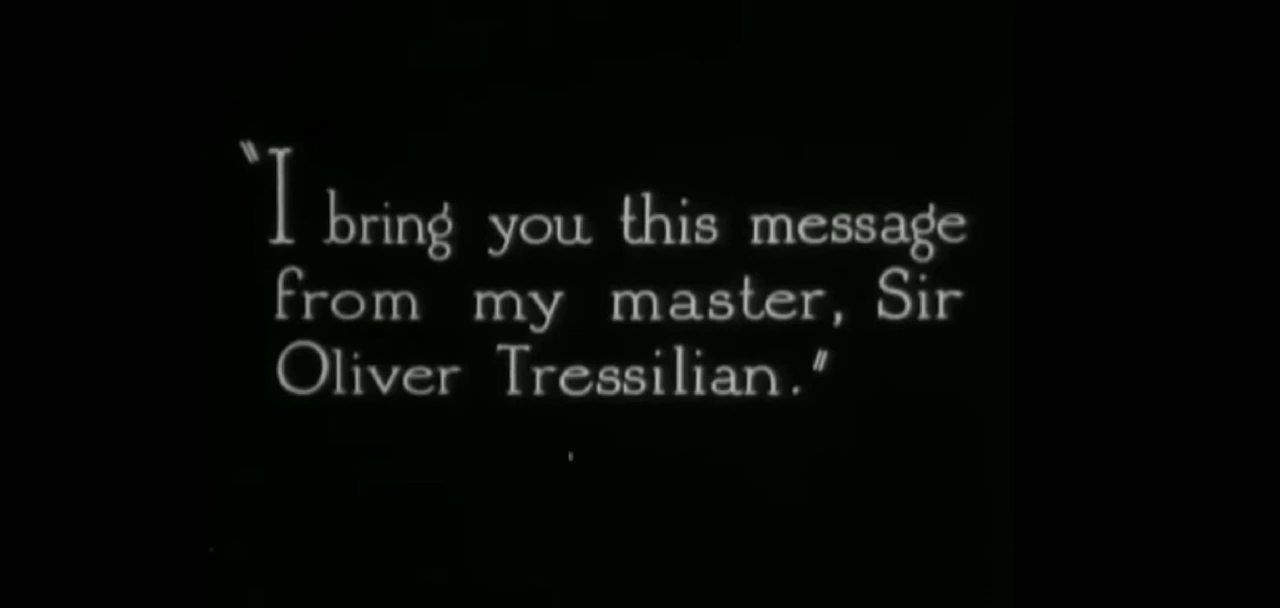 "I bring you this message
from my master, Sir
Oliver Tressilian."